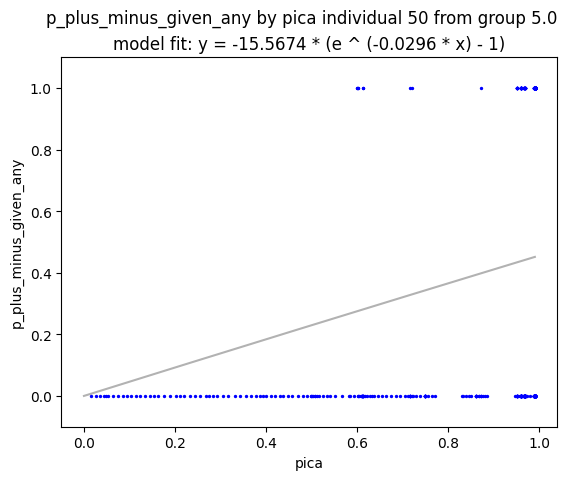 p_plus_minus_given_any by pica individual 50 from group 5.0
model fit: y = -15.5674 * (e ^ (-0.0296 * x) - 1)
p_plus_minus_given_any
1.0
0.8
0.6
0.4
0.2
0.0
0.0 0.2 0.4 0.6 0.8 1.0
pica